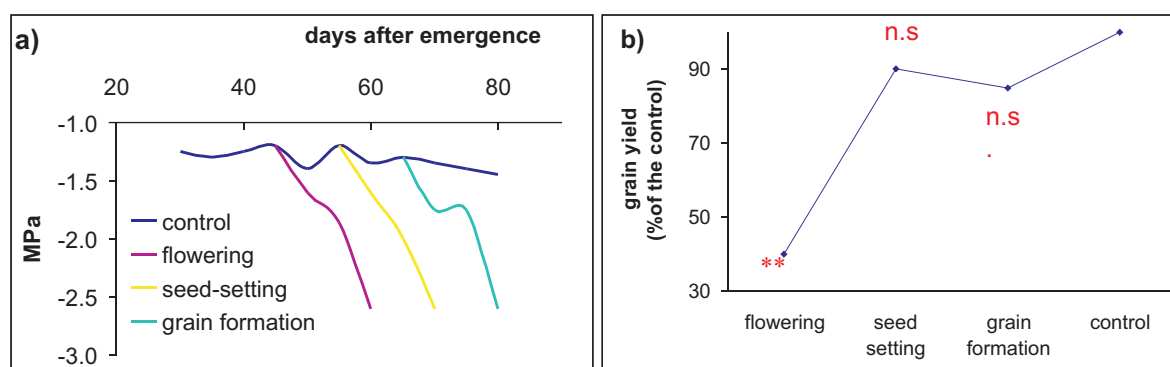 a)
days after emergence
20 40 60 80
-1.0
-1.5
-2.0
-2.5
-3.0
MPa
control
flowering
seed-setting
grain formation
b)
n.s
90
70
50
30
grain yield
(%of the control)
n.s
.
**
flowering seed grain control
setting formation